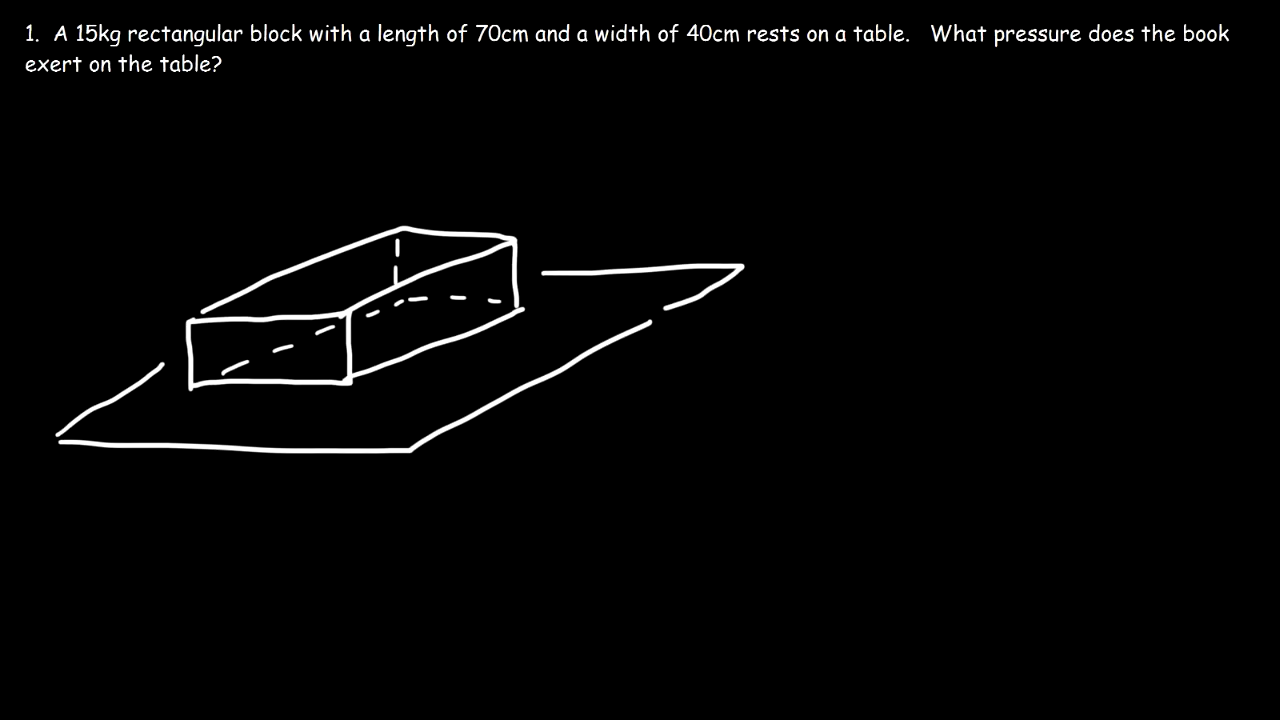 1.  A 15kg rectangular block with a length of 70cm and a width of 40cm rests on a table.   What pressure does the book
exert on the table?